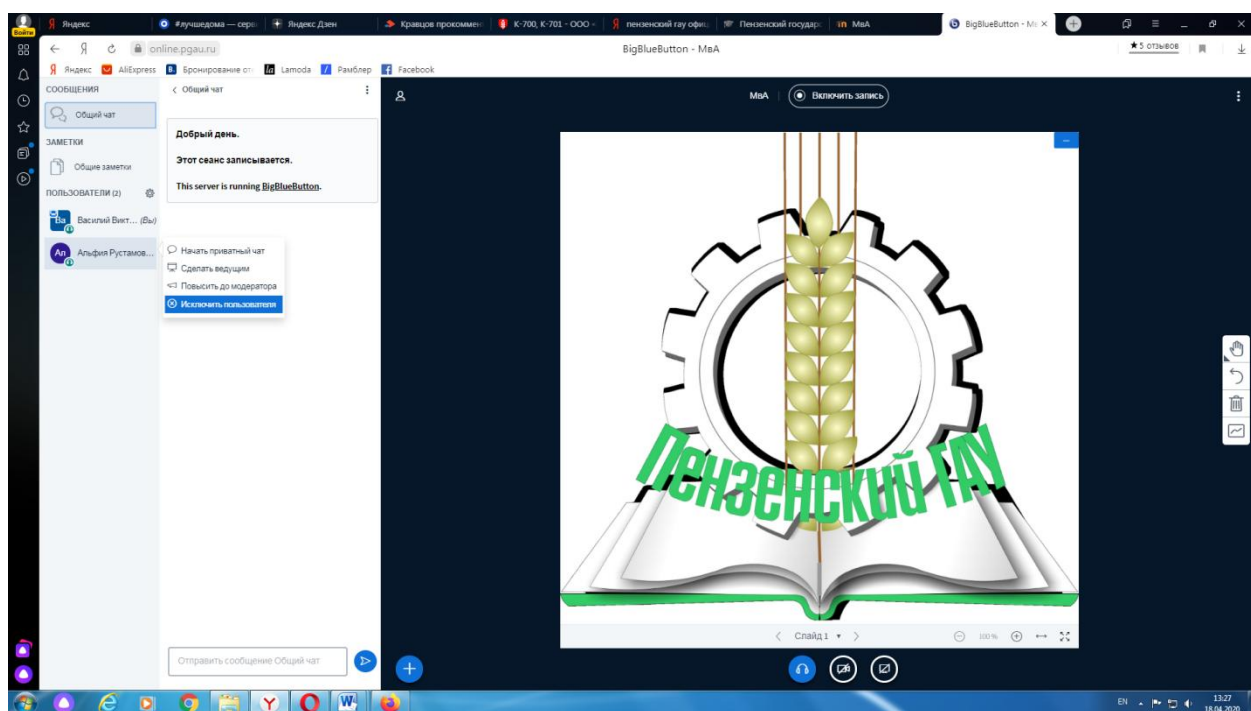 Войти
Яндекс
#лучшедома — серв
Яндекс Дзен
Кравцов прокоммен
К-700, К-701 - ООО -
пензенский гау офиц
Пензенский государс
МвА
BigBlueButton - Мв
online.pgau.ru
BigBlueButton - МвА
★5 отзывов
Яндекс
AliExpress
Бронирование от
Lamoda
Рамблер
Facebook
СООБЩЕНИЯ
Общий чат
ЗАМЕТКИ
Общие заметки
ПОЛЬЗОВАТЕЛИ (2)
Ва
Василий Викт... (Вы)
Ал
Альфия Рустамов...
Общий чат
Добрый день.
Этот сеанс записывается.
This server is running BigBlueButton.
Начать приватный чат
Сделать ведущим
Повысить до модератора
Исключить пользователя
Отправить сообщение Общий чат
МвА
Включить запись
Пензенский ГАУ
Слайд 1
100%
EN
13:27
18.04.2020